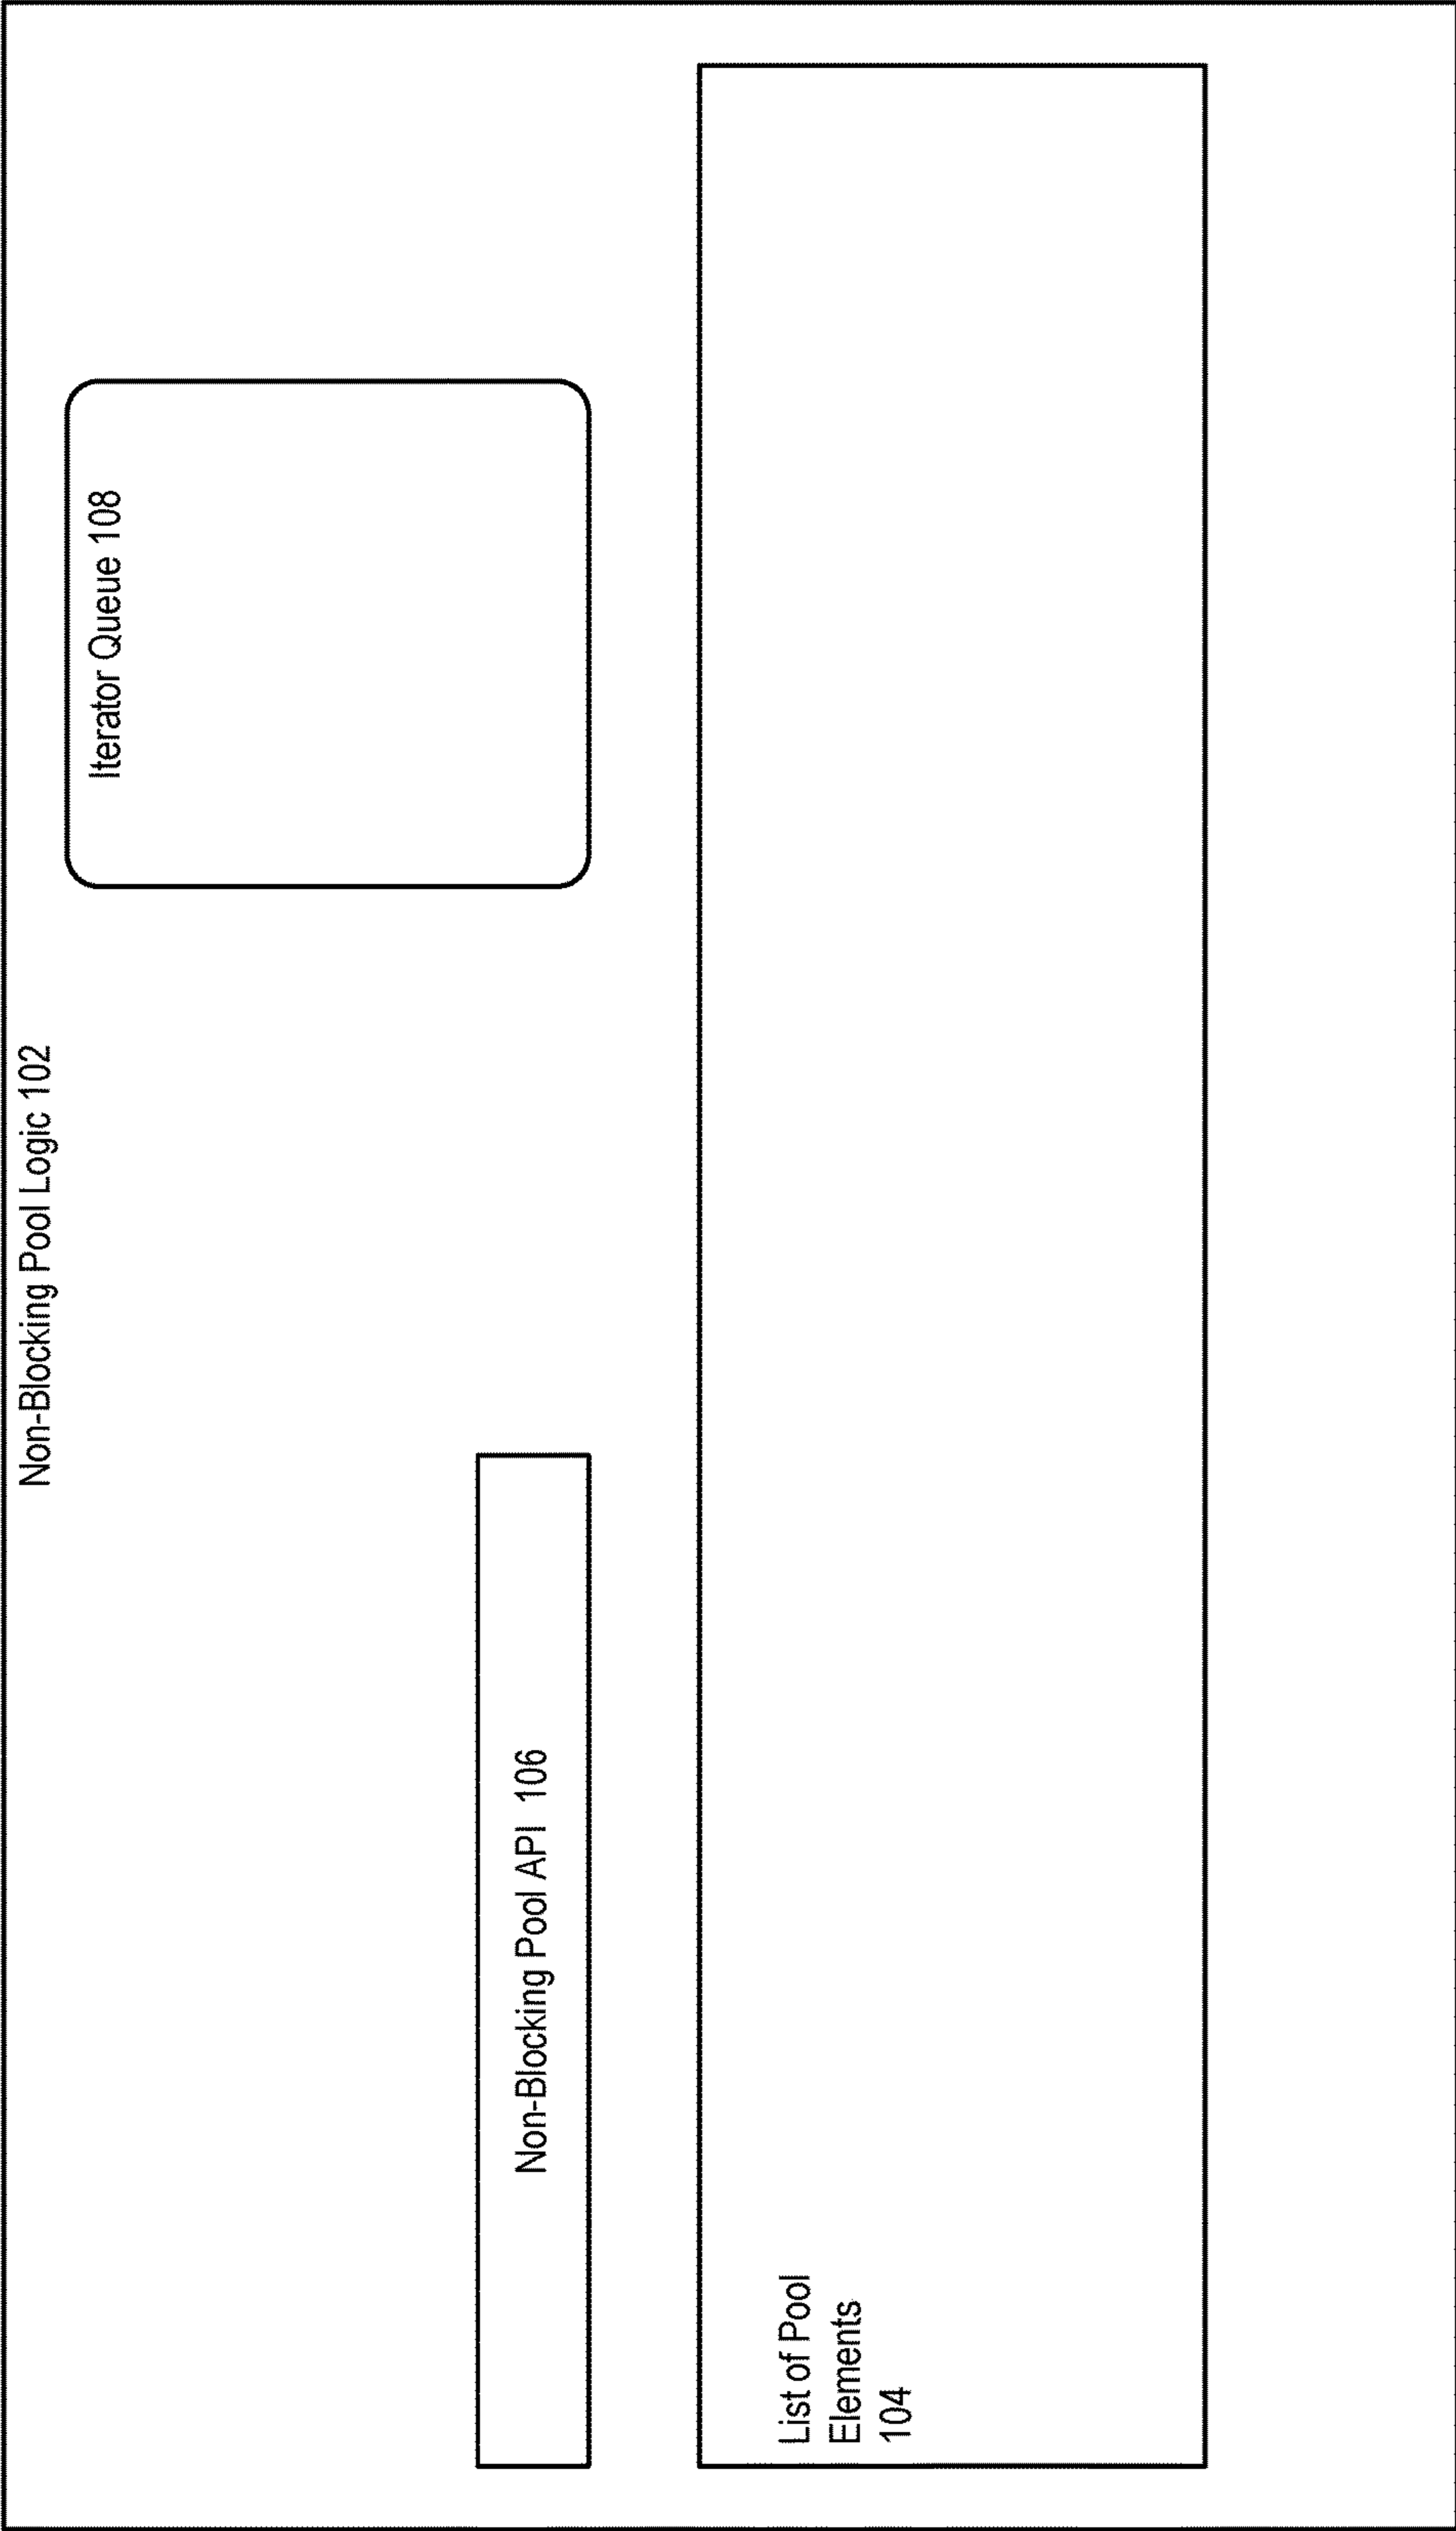 Non-Blocking Pool Logic 102
Iterator Queue 108
Non-Blocking Pool API 106
List of Pool
Elements
104